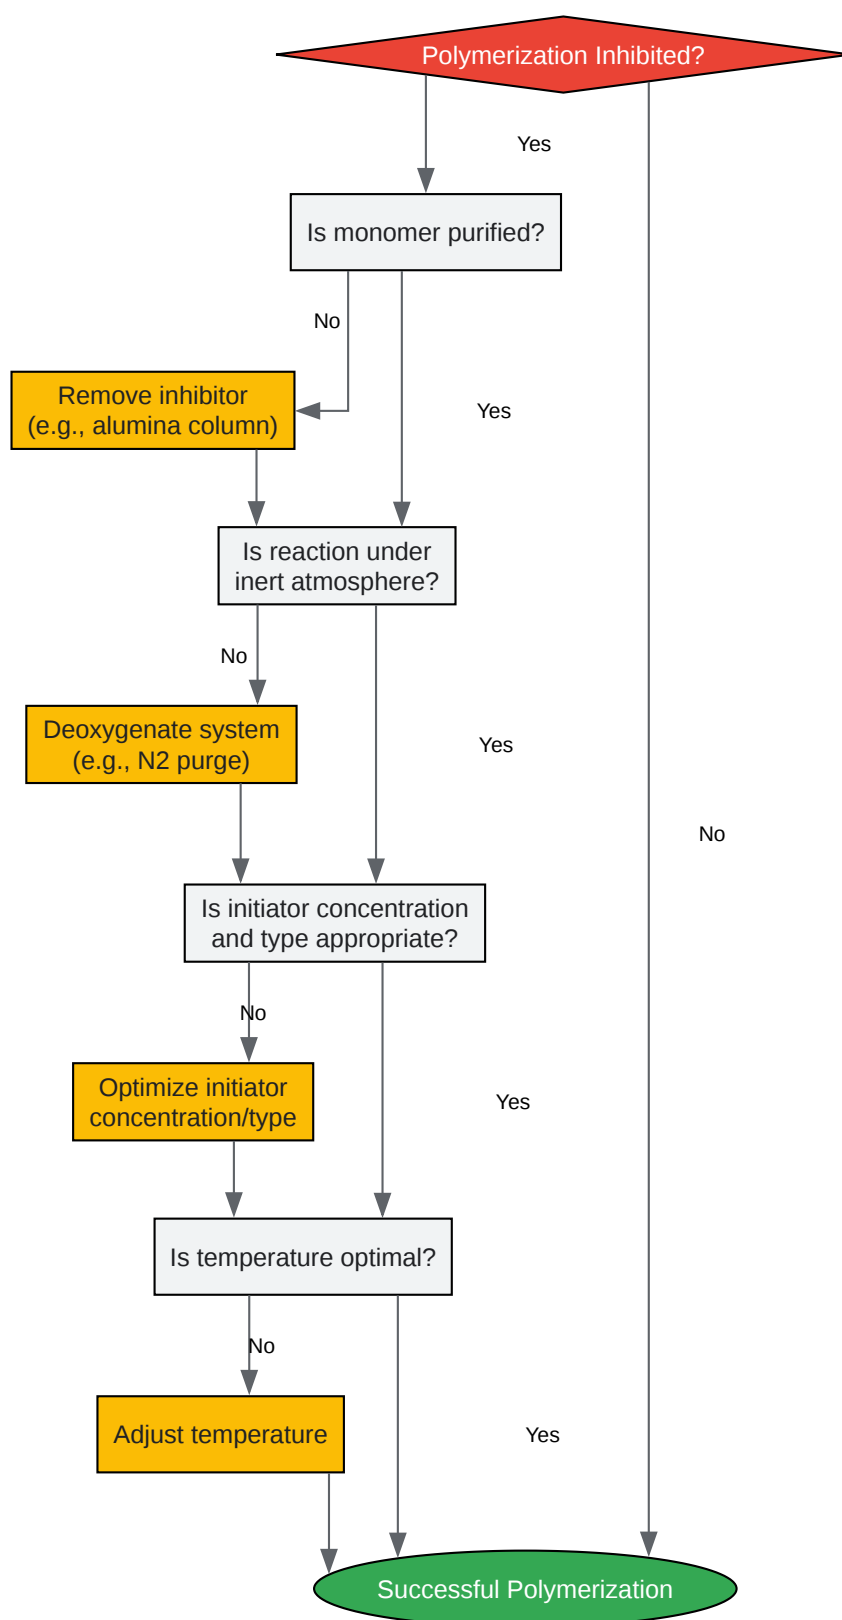 Polymerization Inhibited?
Yes
Is monomer purified?
No
Remove inhibitor
(e.g., alumina column)
Yes
Is reaction under
inert atmosphere?
No
Deoxygenate system
(e.g., N2 purge)
Yes
No
Is initiator concentration
and type appropriate?
No
Optimize initiator
concentration/type
Yes
Is temperature optimal?
No
Adjust temperature
Yes
Successful Polymerization